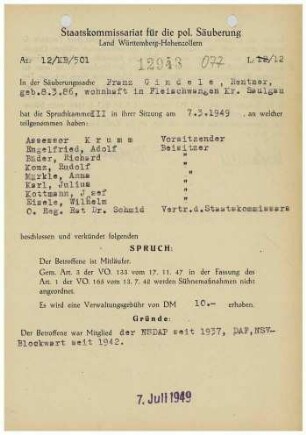 Staatskommissariat für die pol. Säuberung
Land Württemberg-Hohenzollern
Az: 12/KB/501
12943 077
L 12/12
In der Säuberungssache Franz Gindele, Rentner,
geb. 8.3.86, wohnhaft in Fleischwangen Kr. Saulgau
hat die Spruchkammer III in ihrer Sitzung am 7.3.1949 .an welcher
teilgenommen haben:
Assessor Krumm Vorsitzender
Engelfried, Adolf Beisitzer
Bader, Richard "
Konz, Rudolf "
Merkle, Anna "
Karl, Julius "
Kottmann, Josef "
Eisele, Wilhelm "
O. Reg. Rat Dr. Schmid Vertr.d.Staatskommissars
beschlossen und verkündet folgenden
SPRUCH:
Der Betroffene ist Mitläufer.
Gem. Art. 3 der VO. 133 vom 17. 11. 47 in der Fassung des
Art. 1 der VO. 165 vom 13. 7. 48 werden Sühnemaßnahmen nicht
angeordnet.
Es wird eine Verwaltungsgebühr von DM 10.- erhoben.
Gründe:
Der Betroffene war Mitglied der NSDAP seit 1937, DAF, NSV-
Blockwart seit 1942.
7. Juli 1949